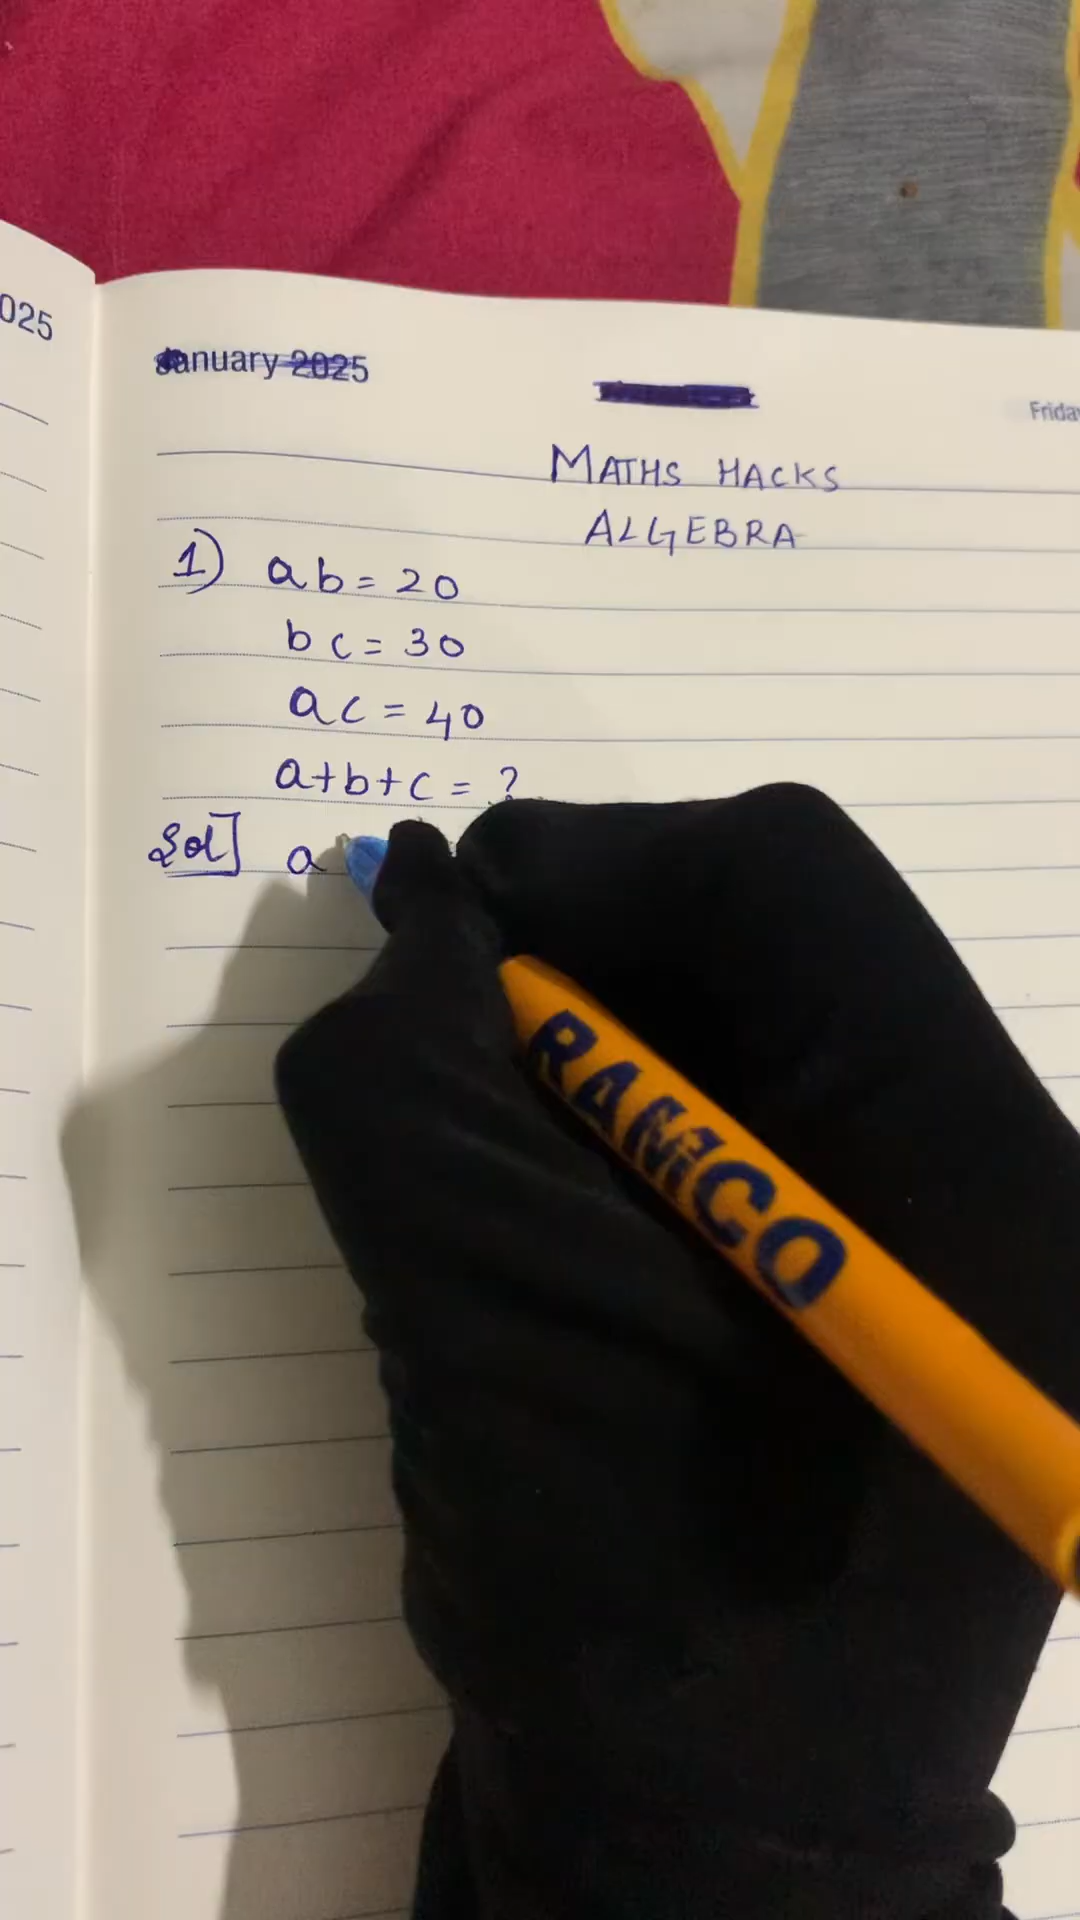 025
January 2025
Friday
MATHS HACKS
ALGEBRA
1) ab = 20
bc = 30
ac = 40
a+b+c = ?
Sol] a
RAMCO